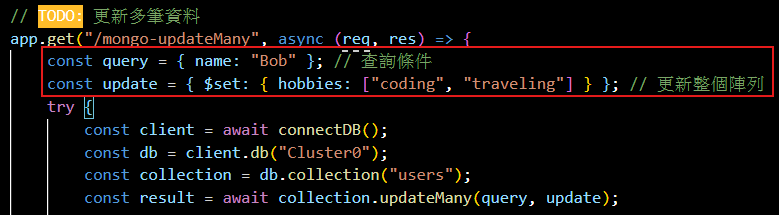 // TODO: 更新多筆資料
app.get("/mongo-updateMany", async (req, res) => {
const query = { name: "Bob" }; // 查詢條件
const update = { $set: { hobbies: ["coding", "traveling"] } }; // 更新整個陣列
try {
const client = await connectDB();
const db = client.db("Cluster0");
const collection = db.collection("users");
const result = await collection.updateMany(query, update);